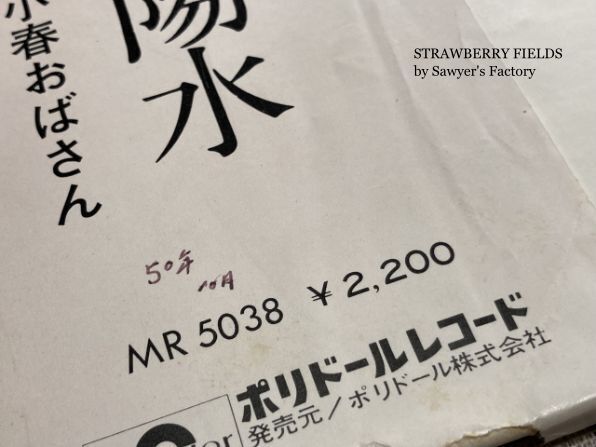 陽水
小春おばさん
STRAWBERRY FIELDS
by Sawyer's Factory
50年
10月
MR 5038 ¥2,200
ポリドールレコード
発売元/ポリドール株式会社